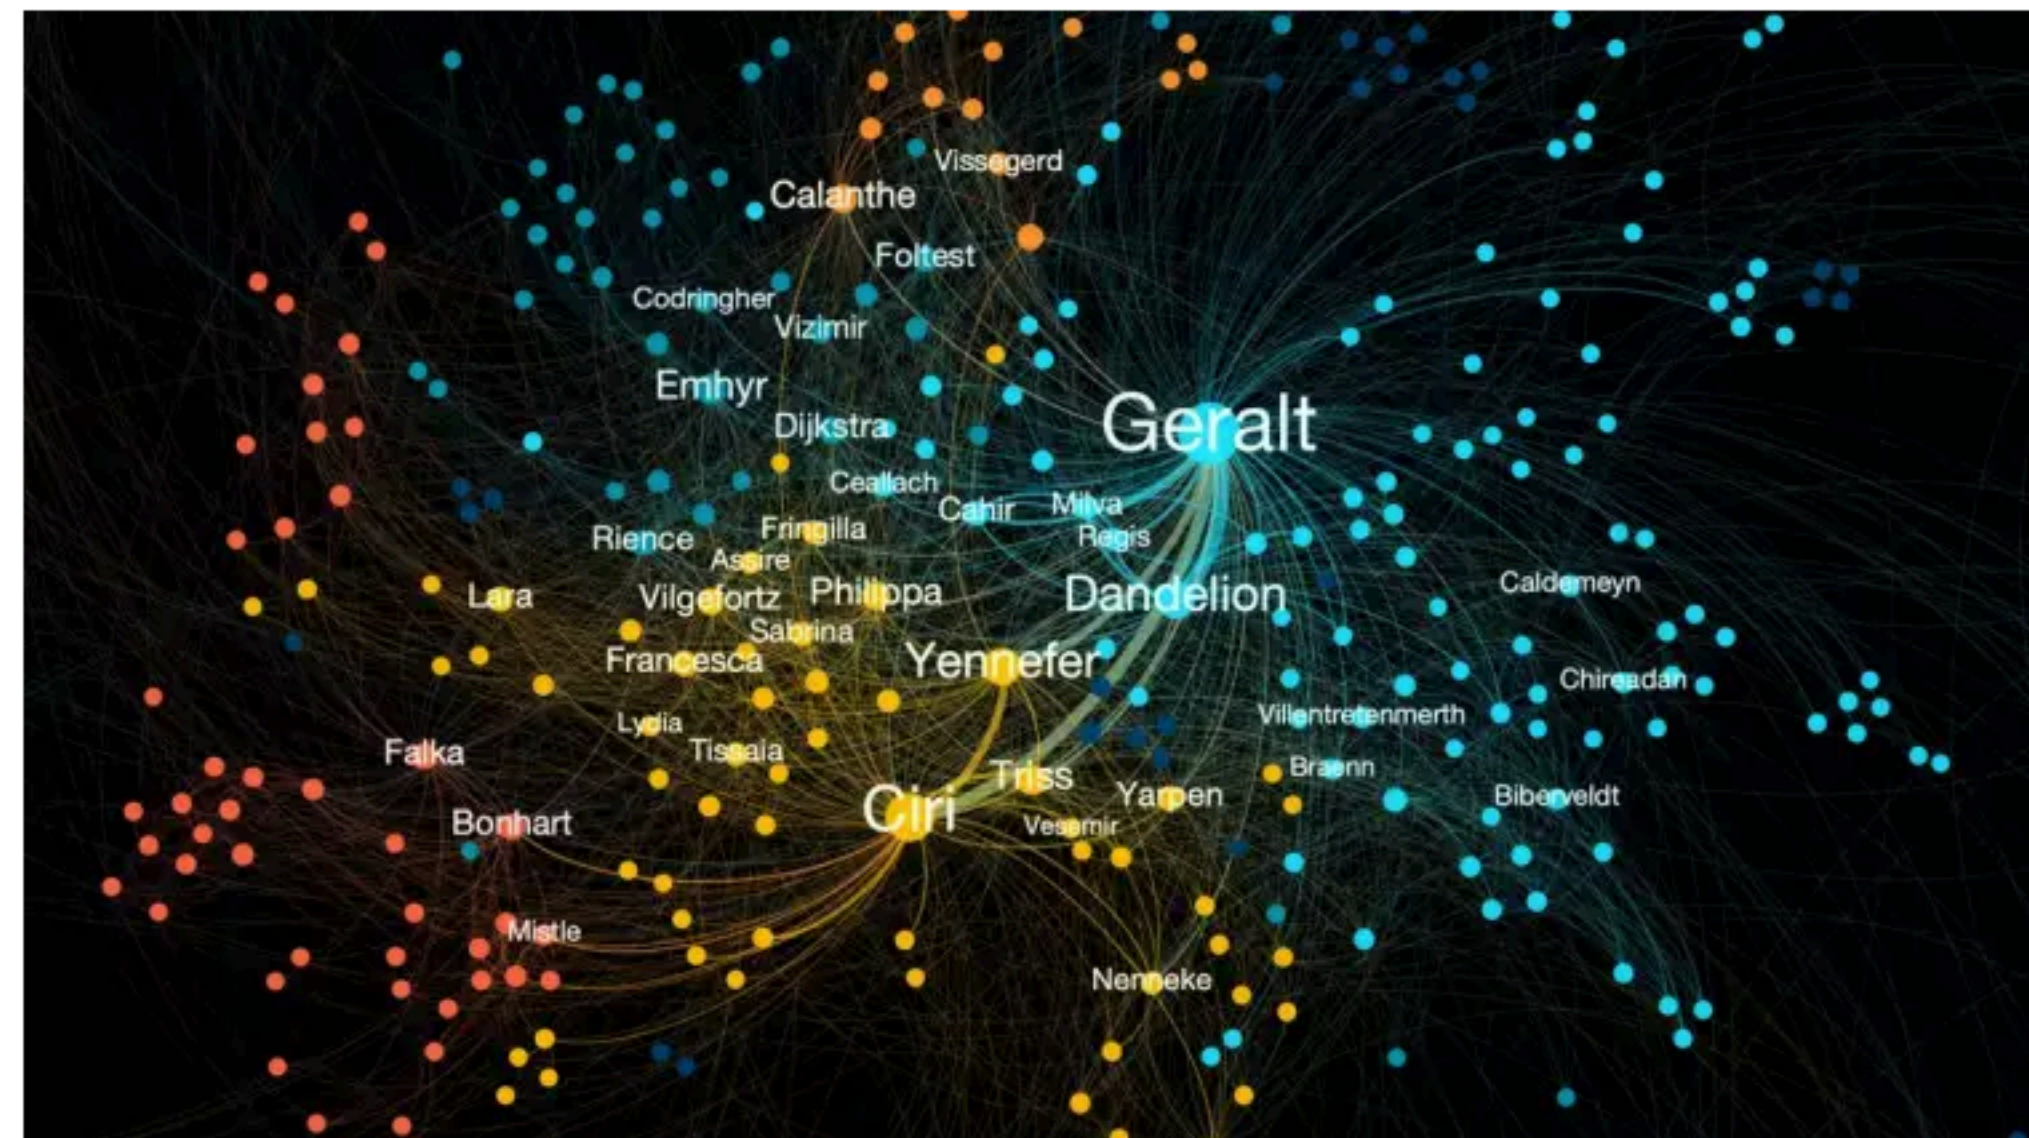 Vissegerd
Calanthe
Foltest
Codringher
Vizimir
Emhyr
Geralt
Dijkstra
Ceallach
Cahir
Milva
Fringilla
Regis
Rience
Assire
Caldemeyn
Lara
Vilgefortz
Philippa
Dandelion
Sabrina
Francesca
Yennefer
Chireadan
Villentretenmerth
Lydia
Tissaia
Falka
Braenn
Triss
Yarpen
Biberveldt
Ciri
Bonhart
Vesemir
Mistle
Nenneke